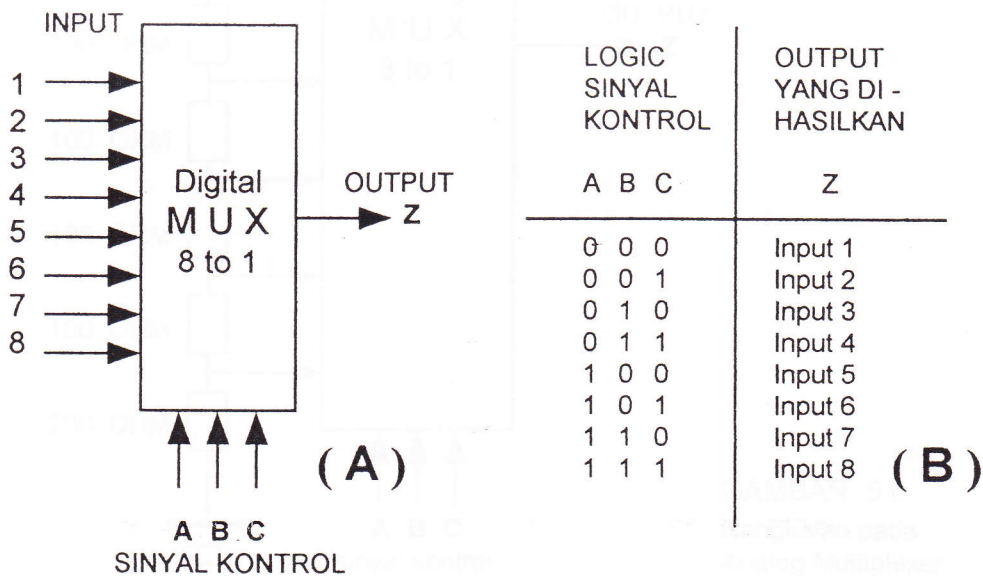 INPUT
1
2
3
4
5
6
7
8
Digital
M U X
8 to 1
OUTPUT
Z
A B C
SINYAL KONTROL
( A )
LOGIC
SINYAL
KONTROL
OUTPUT
YANG DI -
HASILKAN
A B C Z
0 0 0 Input 1
0 0 1 Input 2
0 1 0 Input 3
0 1 1 Input 4
1 0 0 Input 5
1 0 1 Input 6
1 1 0 Input 7
1 1 1 Input 8
( B )